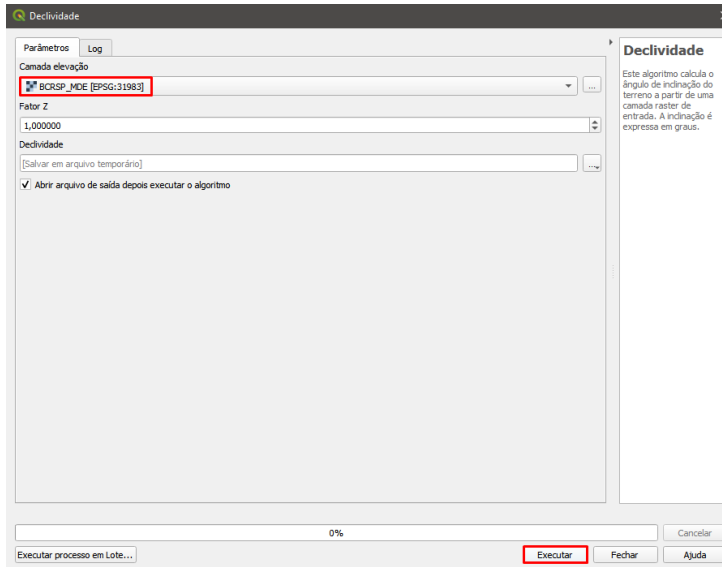 Declividade
Parâmetros
Log
Camada elevação
BCRSP_MDE [EPSG:31983]
...
Fator Z
1,000000
Declividade
[Salvar em arquivo temporário]
...
Abrir arquivo de saída depois executar o algoritmo
Declividade
Este algoritmo calcula o
ângulo de inclinação do
terreno a partir de uma
camada raster de
entrada. A inclinação é
expressa em graus.
0%
Cancelar
Executar processo em Lote...
Executar
Fechar
Ajuda